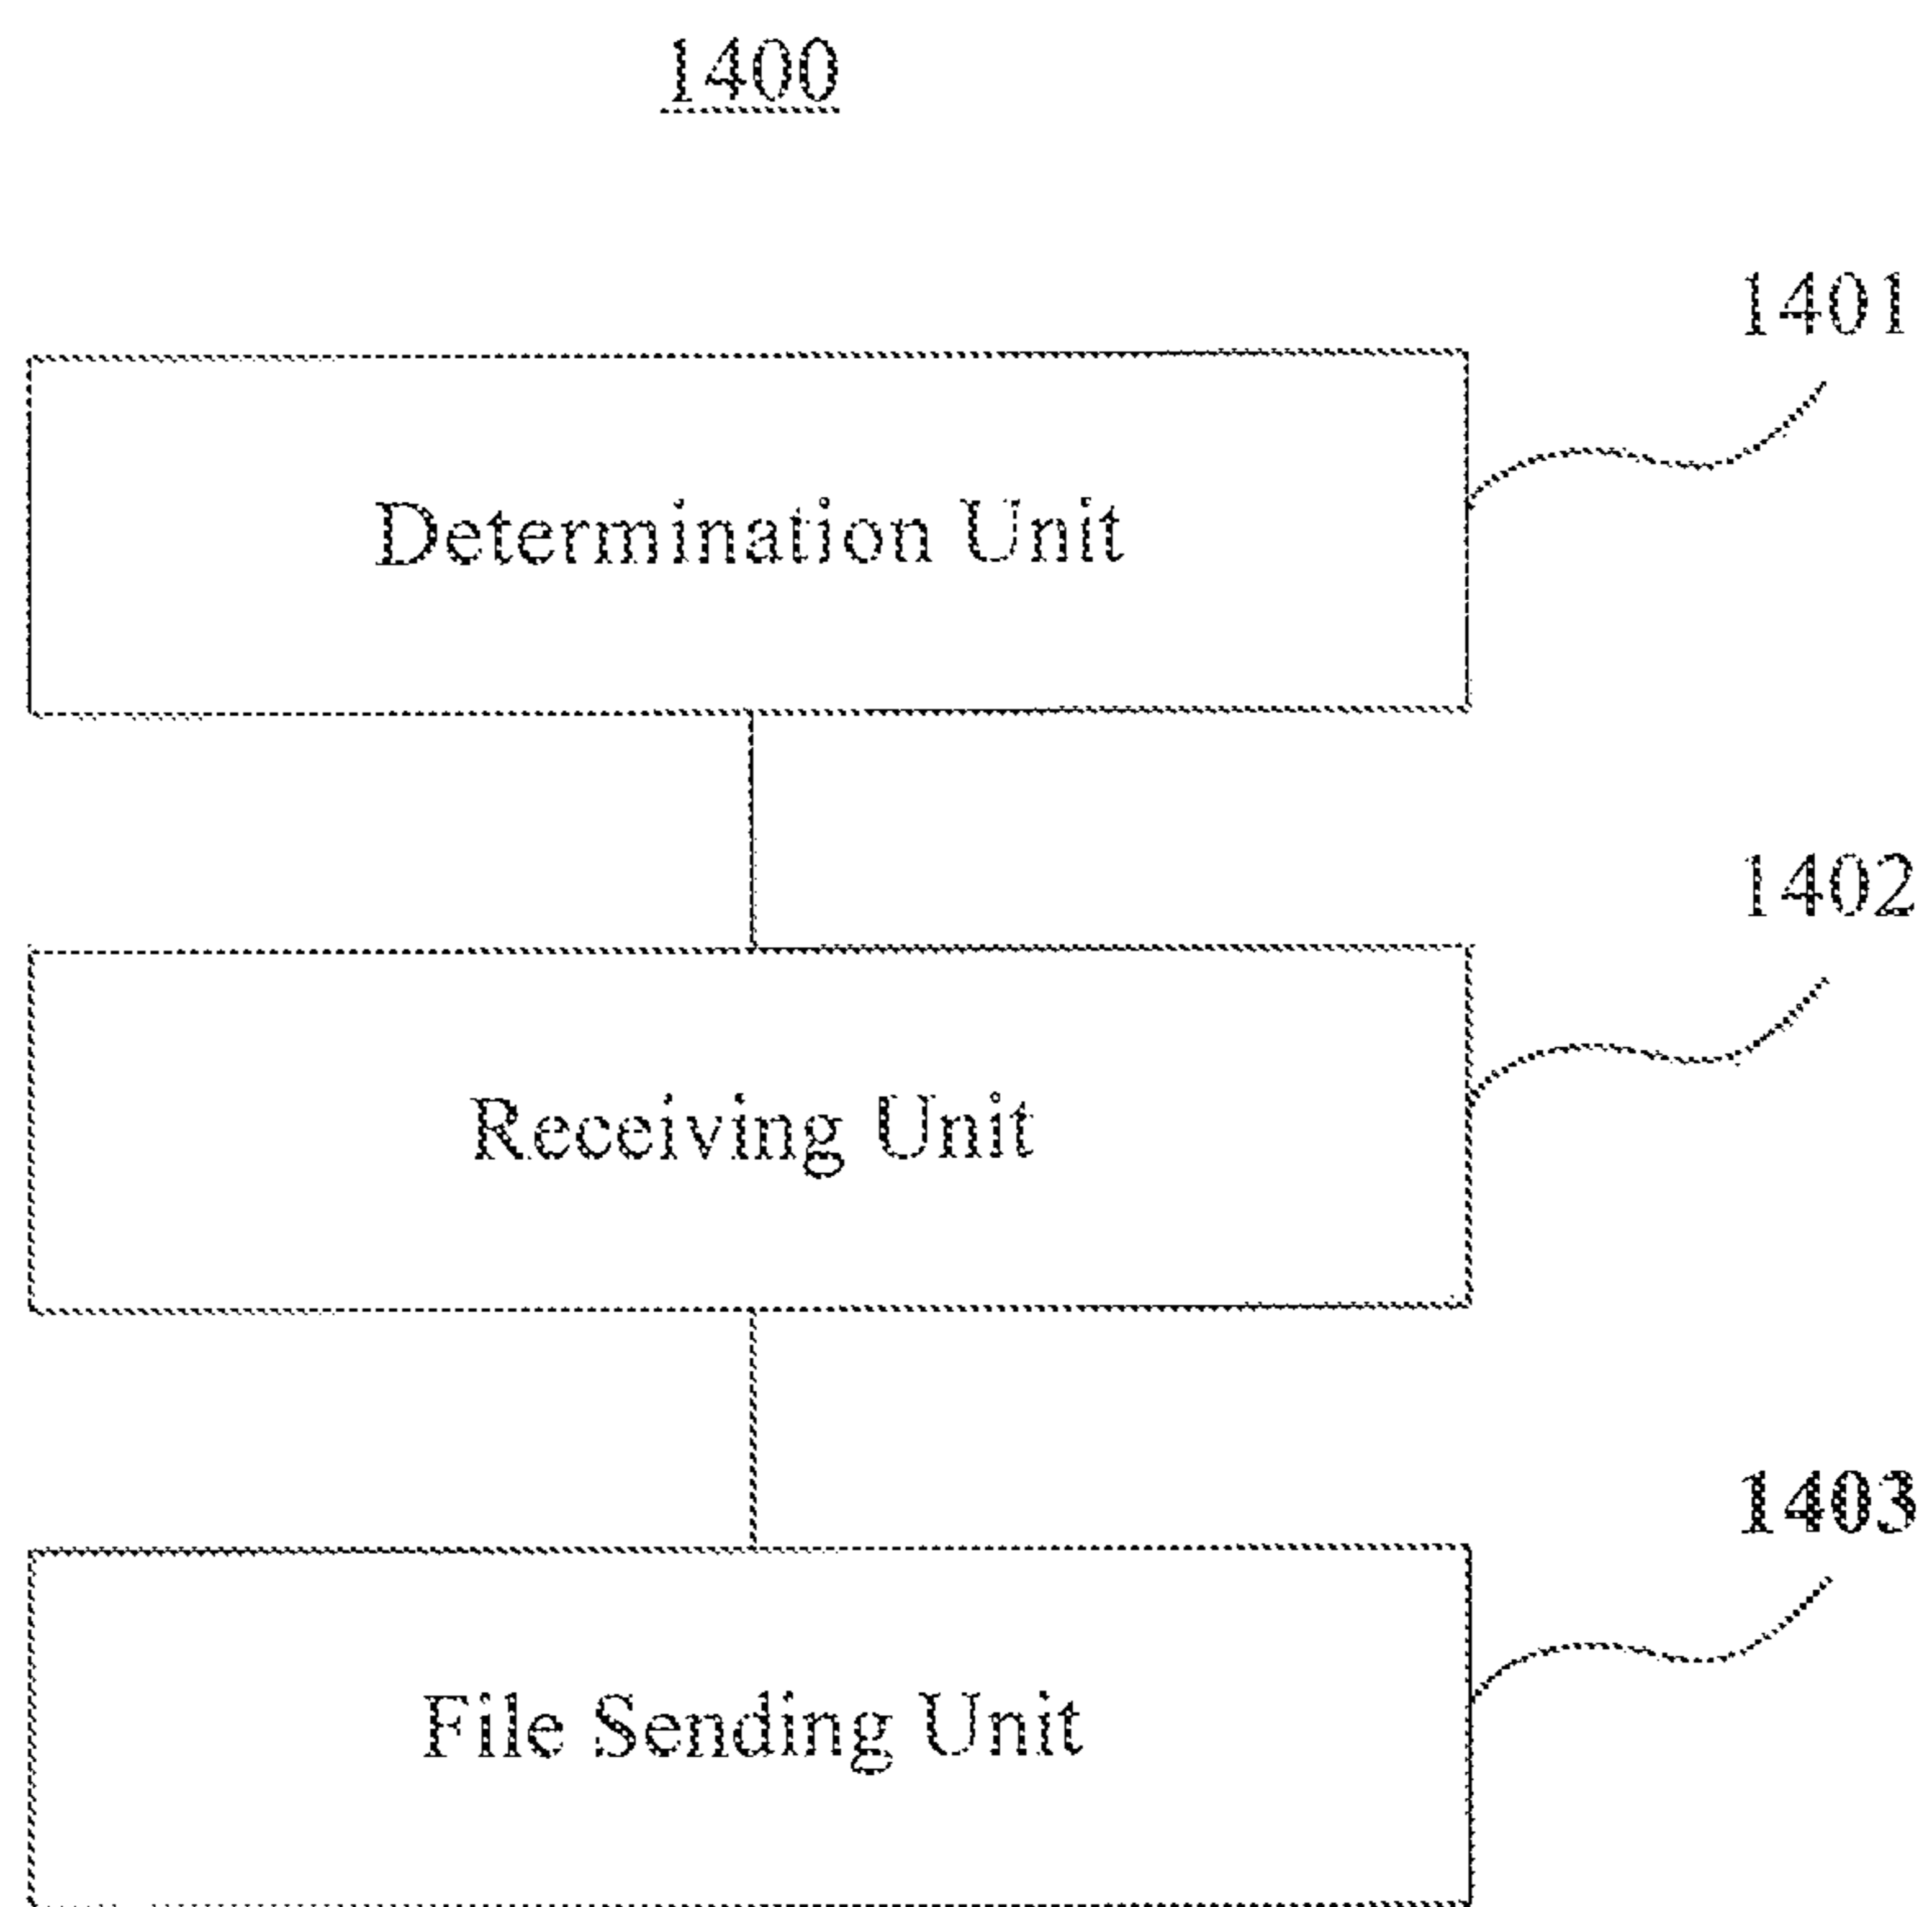 1400
1401
Determination Unit
1402
Receiving Unit
1403
File Sending Unit